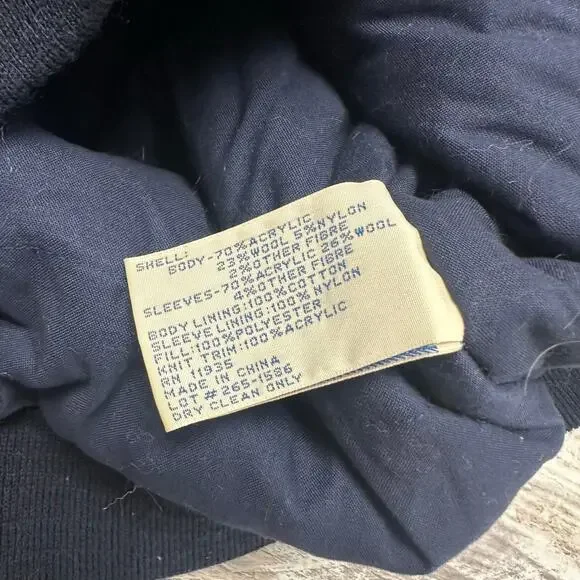 SHELL:
BODY-70%ACRYLIC
23%WOOL 5%NYLON
2%OTHER FIBRE
SLEEVES-70%ACRYLIC 26%WOOL
4%OTHER FIBRE
BODY LINING:100%COTTON
SLEEVE LINING:100%NYLON
FILL:100%POLYESTER
KNIT TRIM:100%ACRYLIC
RN 11935
MADE IN CHINA
LOT #265-1586
DRY CLEAN ONLY